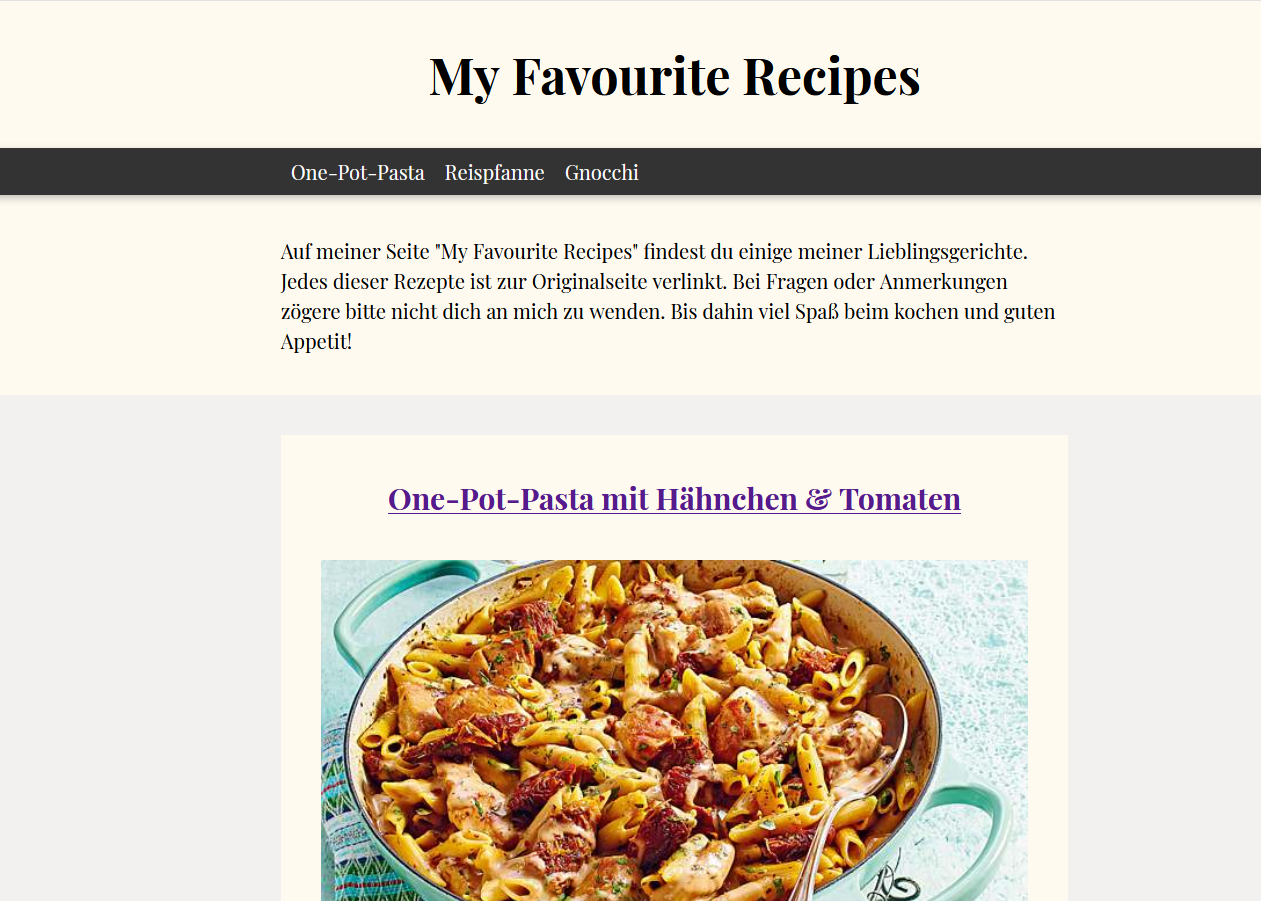 My Favourite Recipes
One-Pot-Pasta Reispfanne Gnocchi
Auf meiner Seite "My Favourite Recipes" findest du einige meiner Lieblingsgerichte.
Jedes dieser Rezepte ist zur Originalseite verlinkt. Bei Fragen oder Anmerkungen
zögere bitte nicht dich an mich zu wenden. Bis dahin viel Spaß beim kochen und guten
Appetit!
One-Pot-Pasta mit Hähnchen & Tomaten